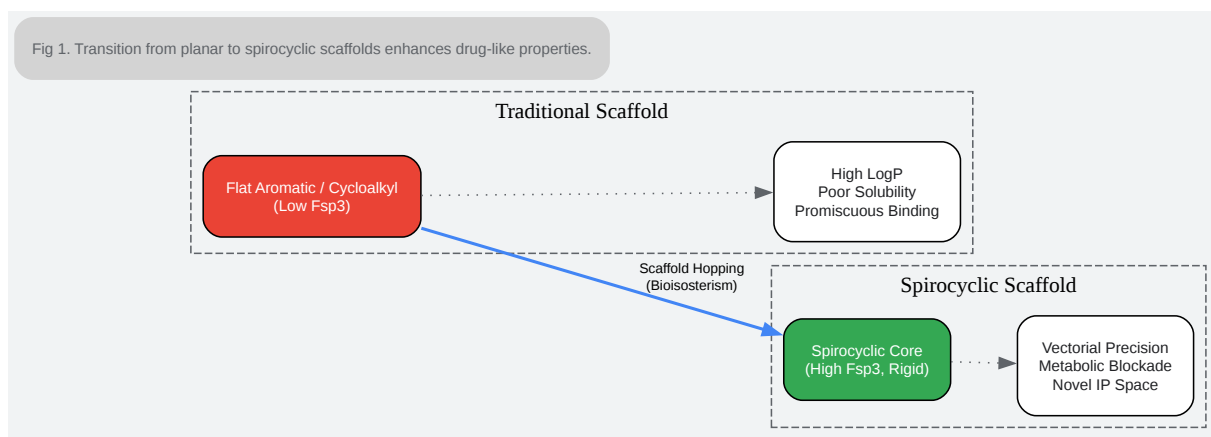 Fig 1. Transition from planar to spirocyclic scaffolds enhances drug-like properties.
Traditional Scaffold
Flat Aromatic / Cycloalkyl
(Low Fsp3)
High LogP
Poor Solubility
Promiscuous Binding
Scaffold Hopping
(Bioisosterism)
Spirocyclic Scaffold
Spirocyclic Core
(High Fsp3, Rigid)
Vectorial Precision
Metabolic Blockade
Novel IP Space